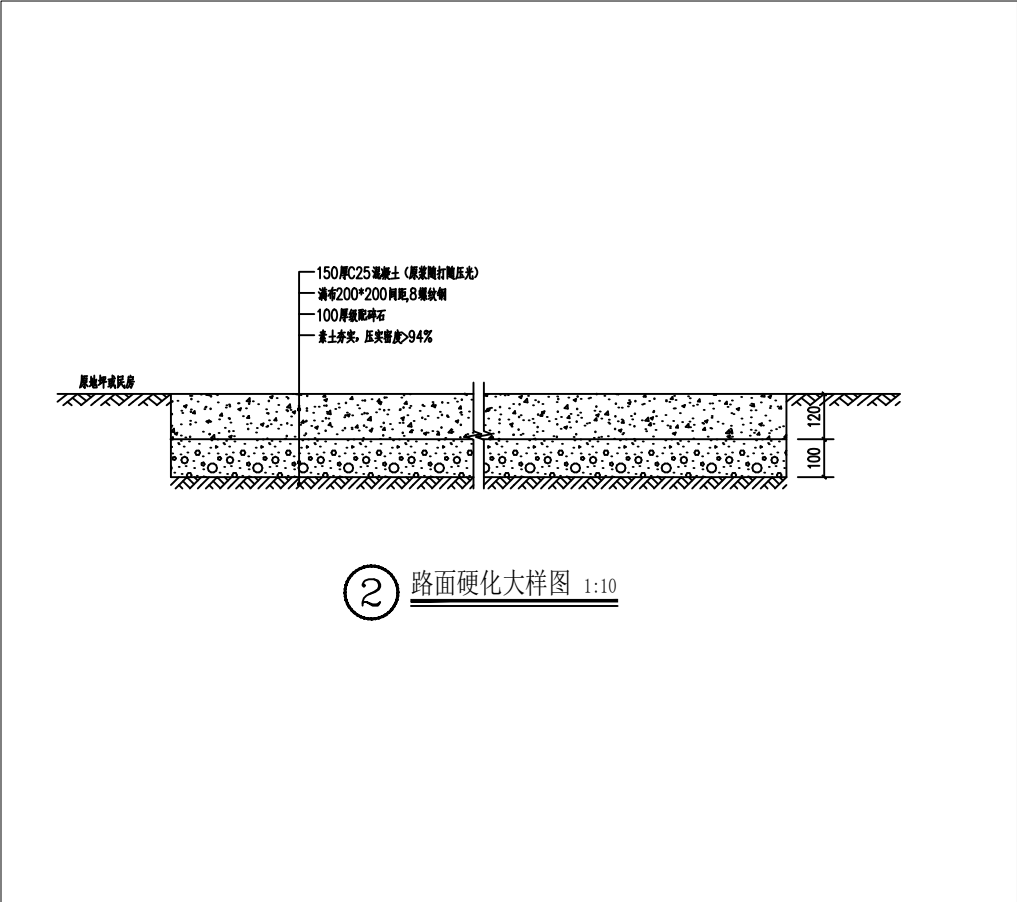 150厚C25混凝土（原浆随打随压光）
满布200*200间距,8螺纹钢
100厚级配碎石
素土夯实，压实密度>94%
原地坪或民房
120
100
2 路面硬化大样图 1:10